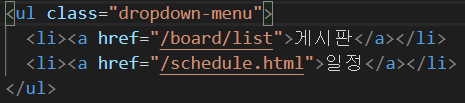 <ul class="dropdown-menu">
<li><a href="/board/list">게시판</a></li>
<li><a href="/schedule.html">일정</a></li>
</ul>